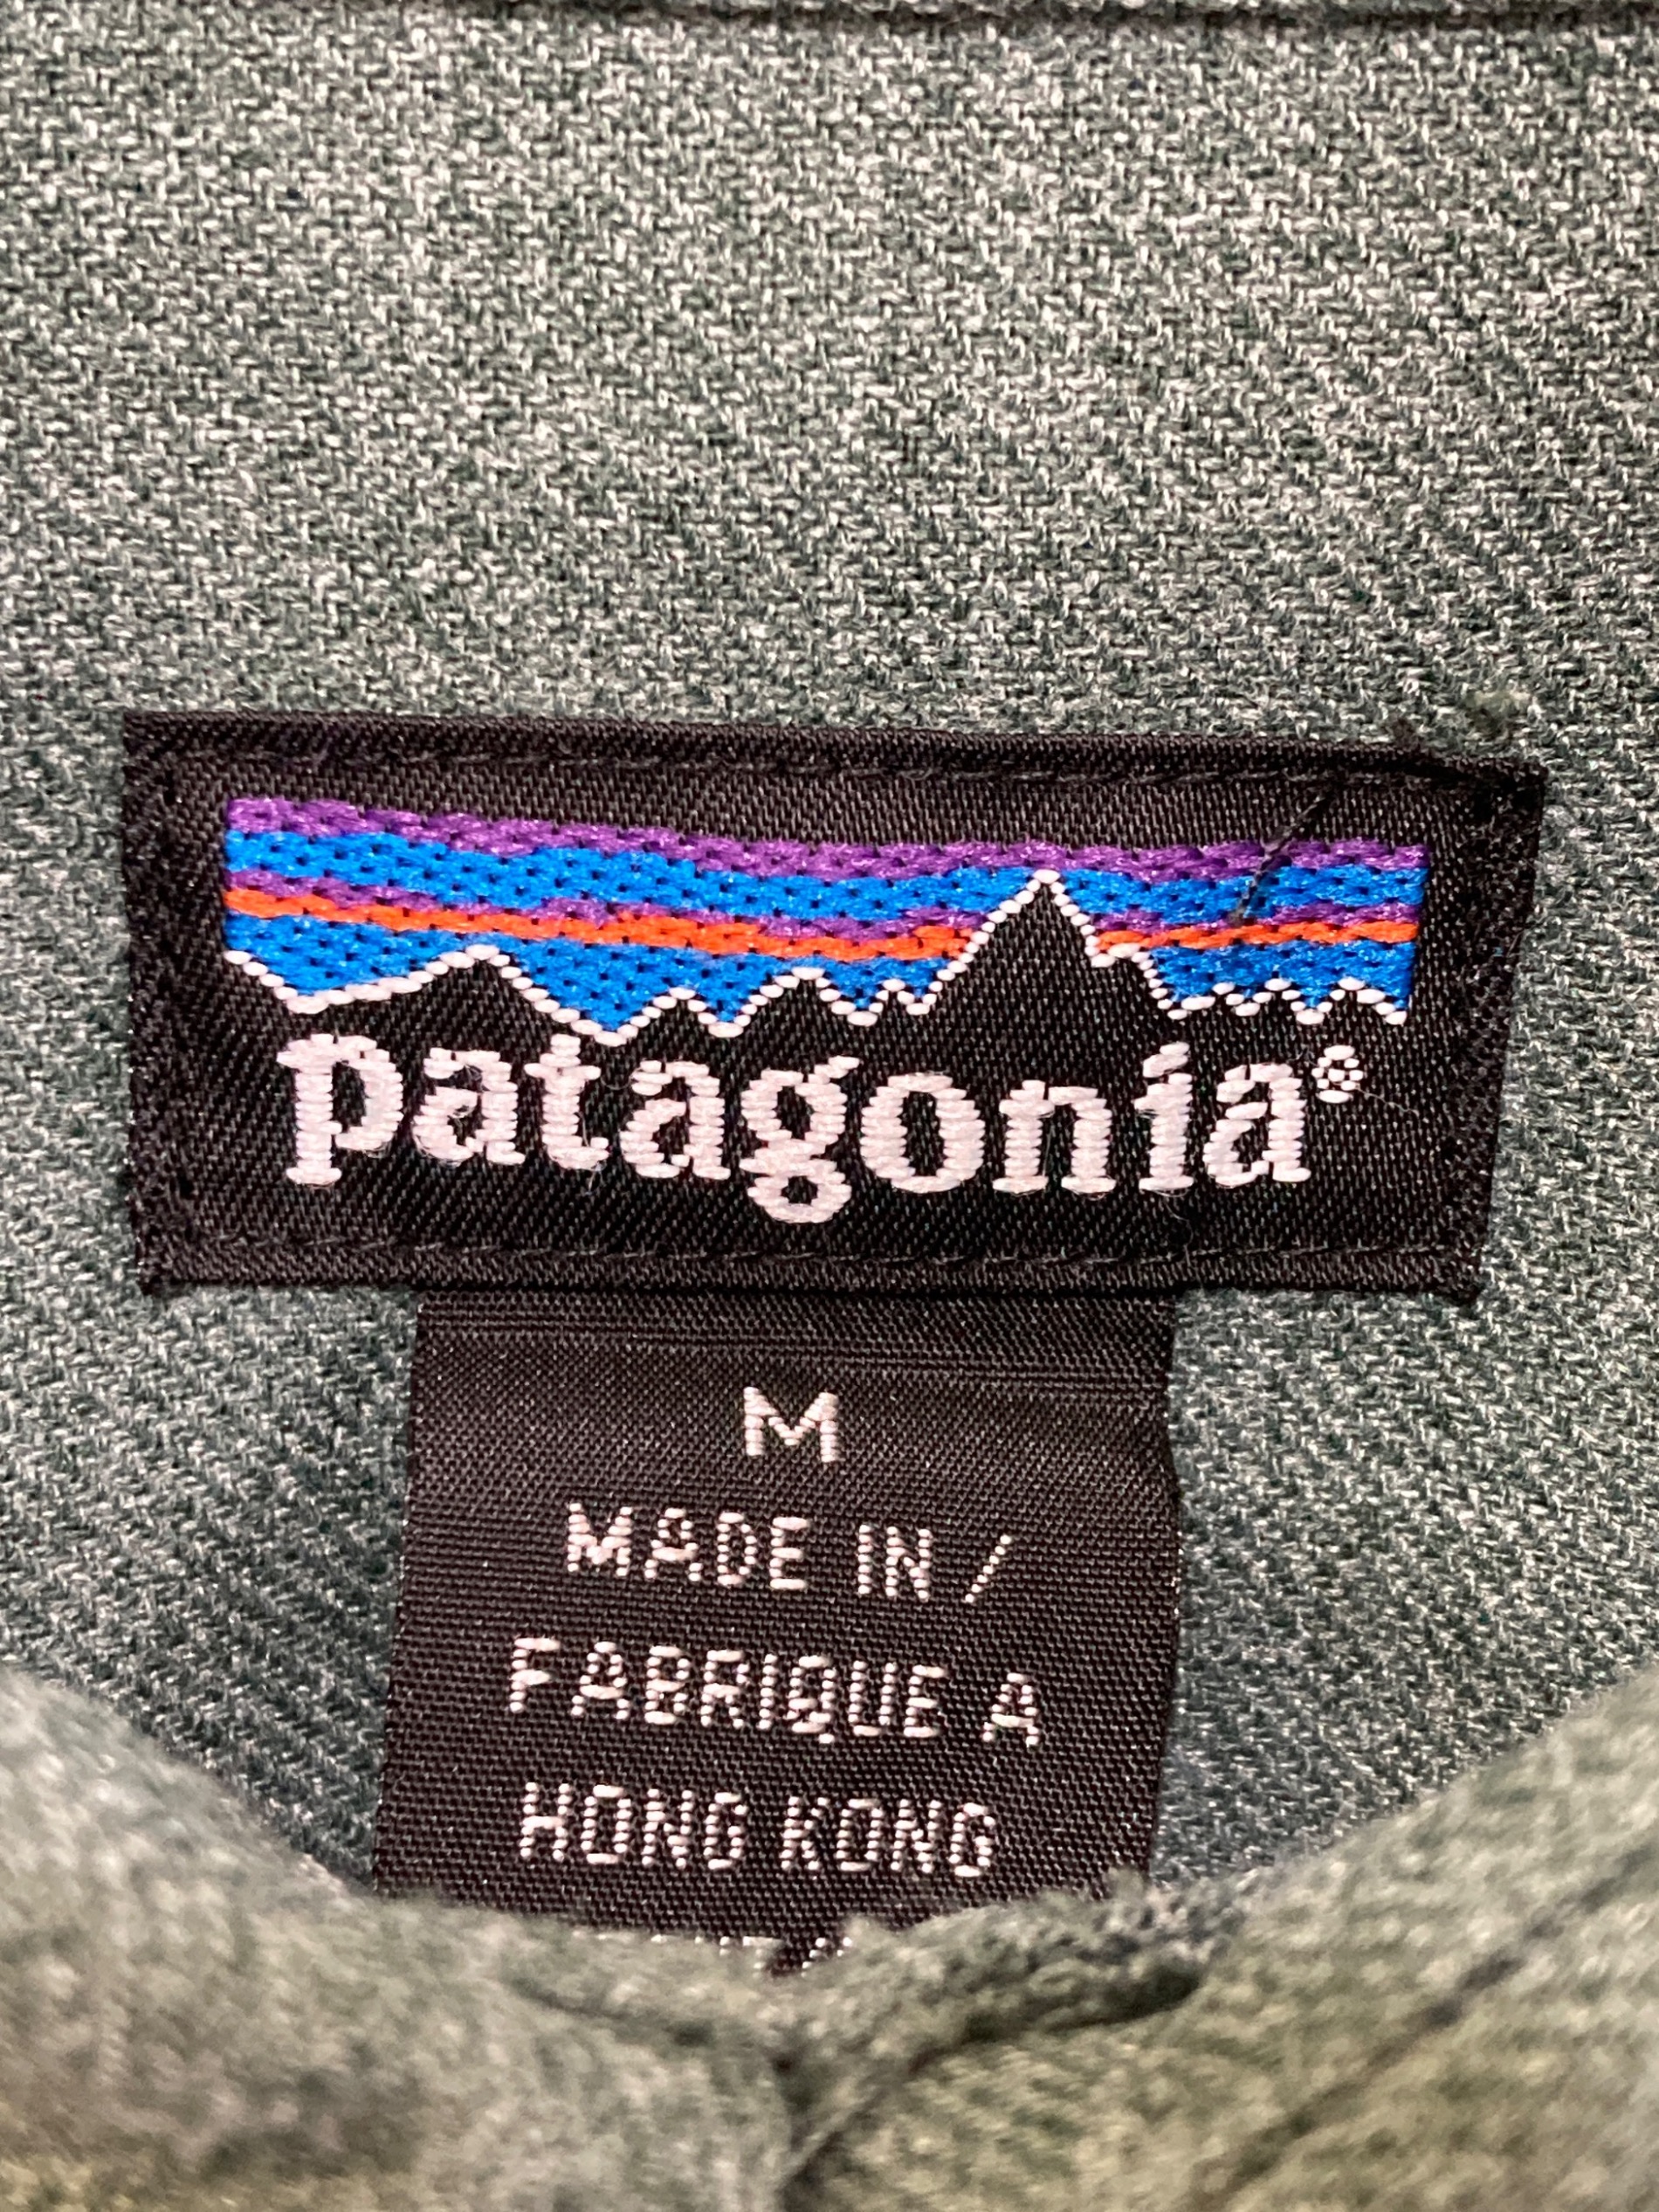 patagonia®
M
MADE IN /
FABRIQUE A
HONG KONG